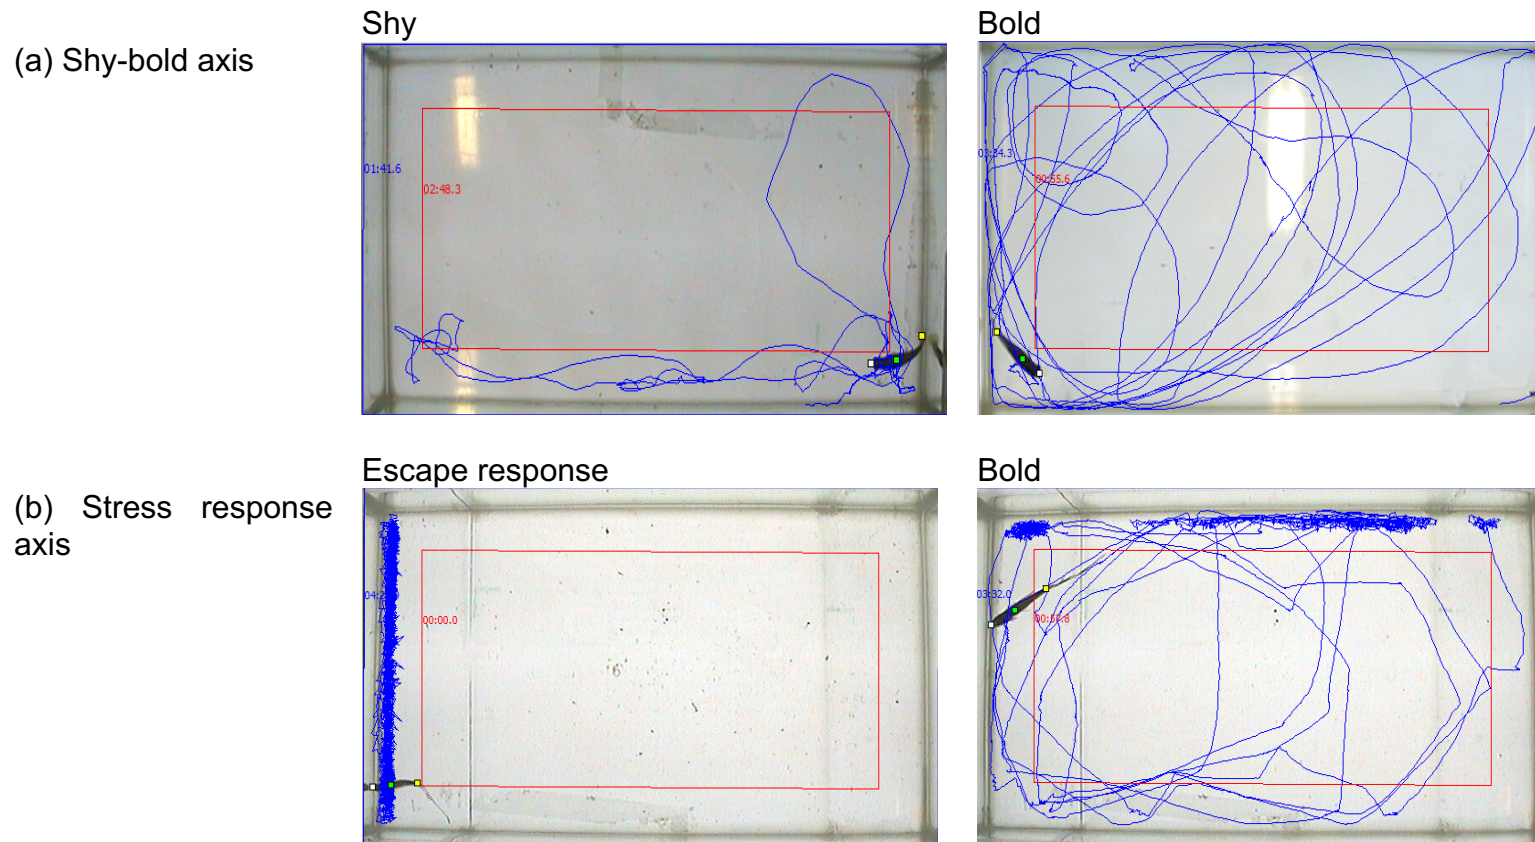 Shy
Bold
(a) Shy-bold axis
01:41.6
02:48.3
00:55.6
Escape response
Bold
(b) Stress response
axis
00:00.0
03:32.0